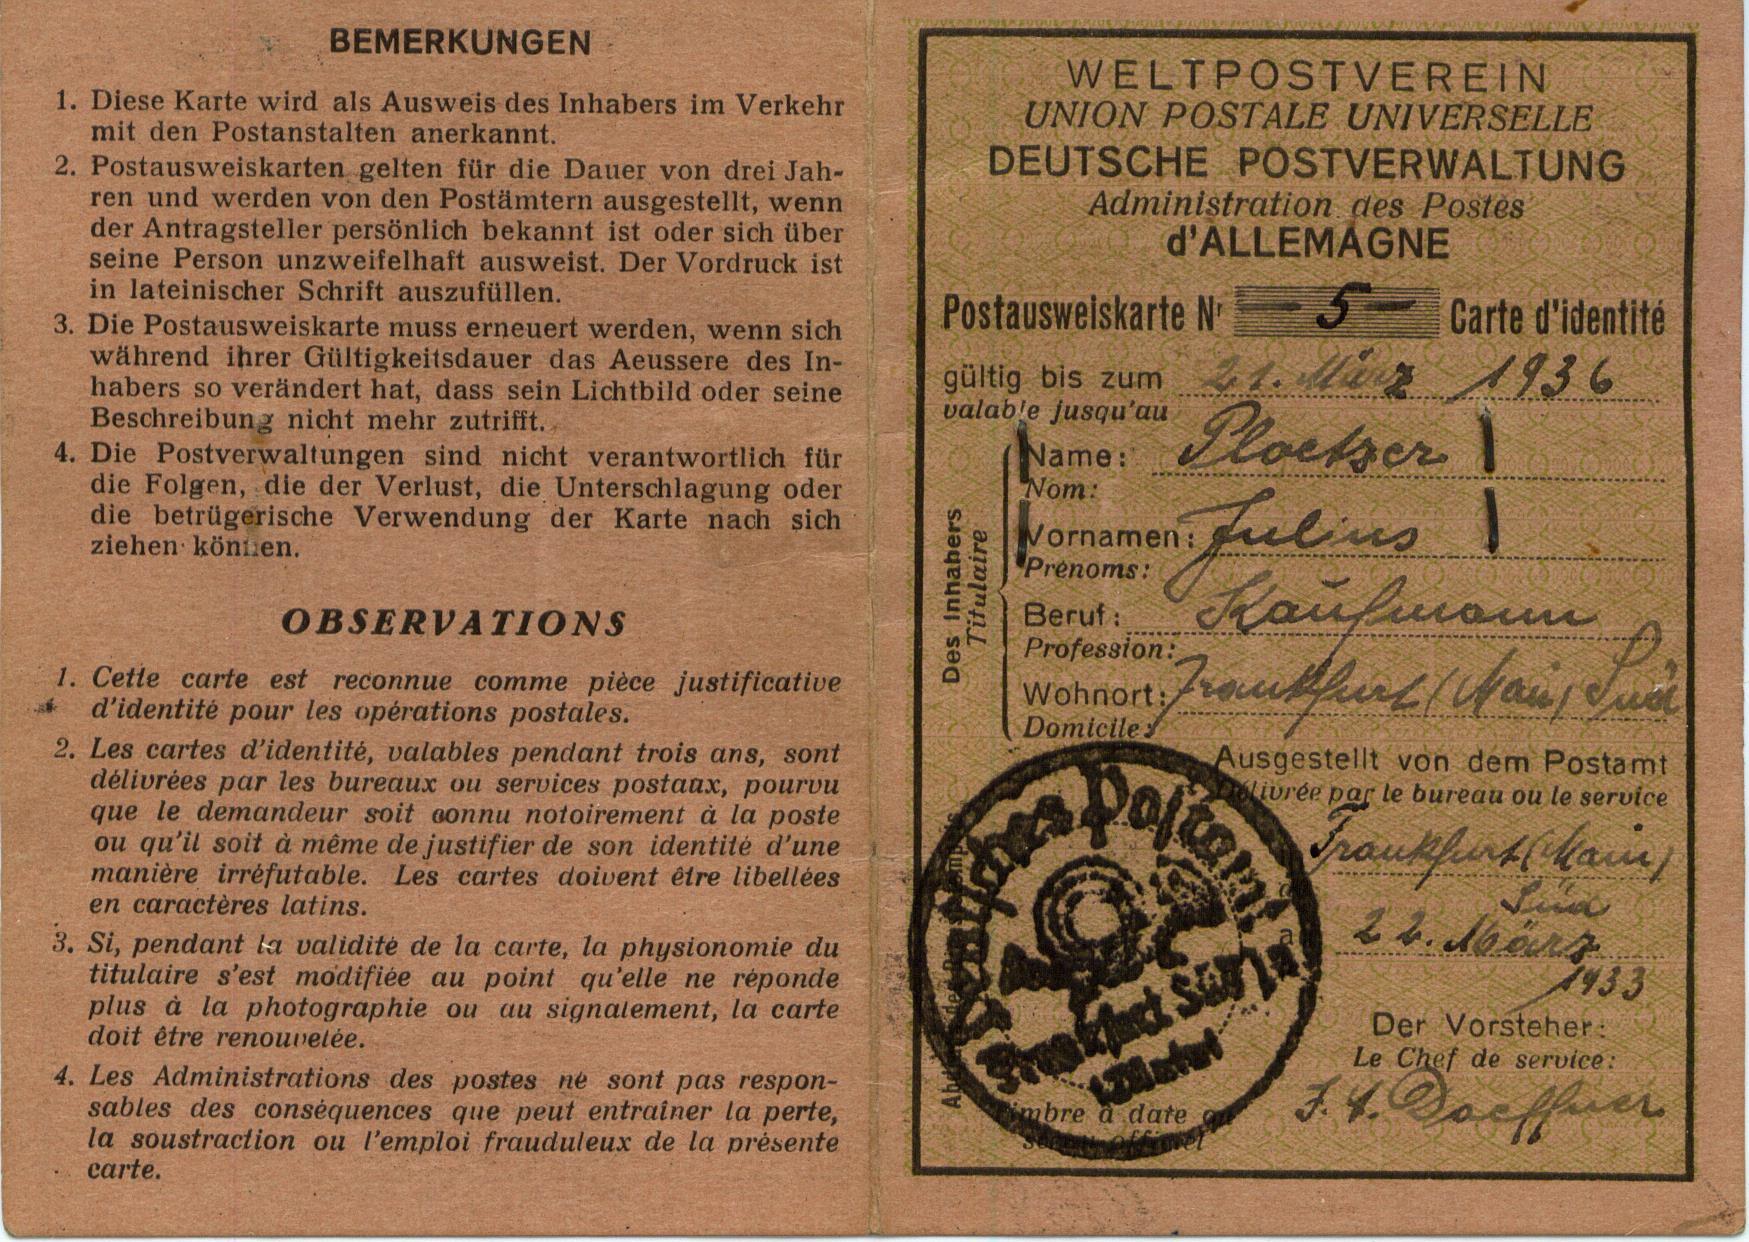 BEMERKUNGEN
1. Diese Karte wird als Ausweis des Inhabers im Verkehr
mit den Postanstalten anerkannt.
2. Postausweiskarten gelten für die Dauer von drei Jah-
ren und werden von den Postämtern ausgestellt, wenn
der Antragsteller persönlich bekannt ist oder sich über
seine Person unzweifelhaft ausweist. Der Vordruck ist
in lateinischer Schrift auszufüllen.
3. Die Postausweiskarte muss erneuert werden, wenn sich
während ihrer Gültigkeitsdauer das Aeussere des In-
habers so verändert hat, dass sein Lichtbild oder seine
Beschreibung nicht mehr zutrifft.
4. Die Postverwaltungen sind nicht verantwortlich für
die Folgen, die der Verlust, die Unterschlagung oder
die betrügerische Verwendung der Karte nach sich
ziehen können.
OBSERVATIONS
1. Cette carte est reconnue comme pièce justificative
d'identité pour les opérations postales.
2. Les cartes d'identité, valables pendant trois ans, sont
délivrées par les bureaux ou services postaux, pourvu
que le demandeur soit connu notoirement à la poste
ou qu'il soit à même de justifier de son identité d'une
manière irréfutable. Les cartes doivent être libellées
en caractères latins.
3. Si, pendant la validité de la carte, la physionomie du
titulaire s'est modifiée au point qu'elle ne réponde
plus à la photographie ou au signalement, la carte
doit être renouvelée.
4. Les Administrations des postes ne sont pas respon-
sables des conséquences que peut entraîner la perte,
la soustraction ou l'emploi frauduleux de la présente
carte.
WELTPOSTVEREIN
UNION POSTALE UNIVERSELLE
DEUTSCHE POSTVERWALTUNG
Administration des Postes
d'ALLEMAGNE
Postausweiskarte Nr — 5 — Carte d'identité
gültig bis zum 21. März 1936
valable jusqu'au
Des Inhabers
Titulaire
Name: Ploetzer
Nom:
Vornamen: Julius
Prénoms:
Beruf: Kaufmann
Profession:
Wohnort: Frankfurt (Main) Süd
Domicile:
Ausgestellt von dem Postamt
Délivrée par le bureau ou le service
Frankfurt (Main)
Süd
22. März
1933
Der Vorsteher:
Le Chef de service:
Deutsches Postamt
Frankfurt Süd
Timbre à date ou
sceau officiel